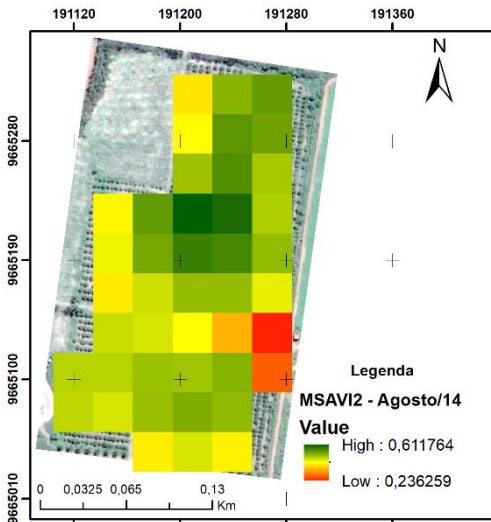 191120 191200 191280 191360
N
9665280
9665190
9665100
9665010
Legenda
MSAVI2 - Agosto/14
Value
High : 0,611764
Low : 0,236259
0 0,0325 0,065 0,13
Km